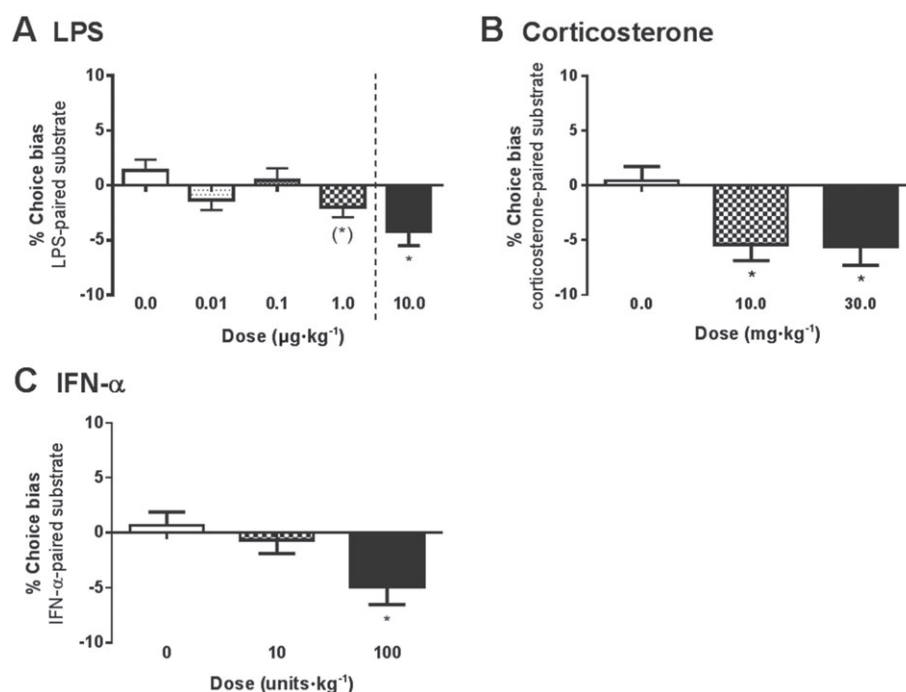 A LPS
% Choice bias
LPS-paired substrate
10
5
0
-5
-10
(*)
*
0.0 0.01 0.1 1.0 10.0
Dose (µg·kg⁻¹)
B Corticosterone
% Choice bias
corticosterone-paired substrate
10
5
0
-5
-10
* *
0.0 10.0 30.0
Dose (mg·kg⁻¹)
C IFN-α
% Choice bias
IFN-α-paired substrate
10
5
0
-5
-10
*
0 10 100
Dose (units·kg⁻¹)